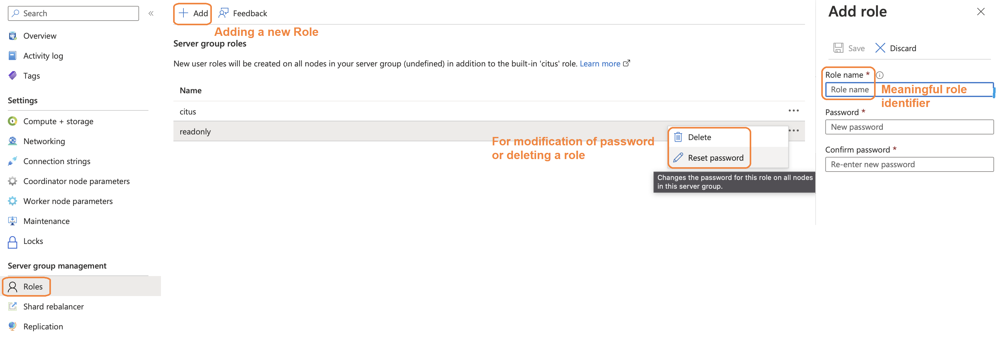 Search
Overview
Activity log
Tags
Settings
Compute + storage
Networking
Connection strings
Coordinator node parameters
Worker node parameters
Maintenance
Locks
Server group management
Roles
Shard rebalancer
Replication
Add Feedback
Adding a new Role
Server group roles
New user roles will be created on all nodes in your server group (undefined) in addition to the built-in 'citus' role. Learn more
Name
citus
readonly
For modification of password
or deleting a role
Delete
Reset password
Changes the password for this role on all nodes
in this server group.
Add role
Save Discard
Role name *
Role name
Meaningful role
identifier
Password *
New password
Confirm password *
Re-enter new password